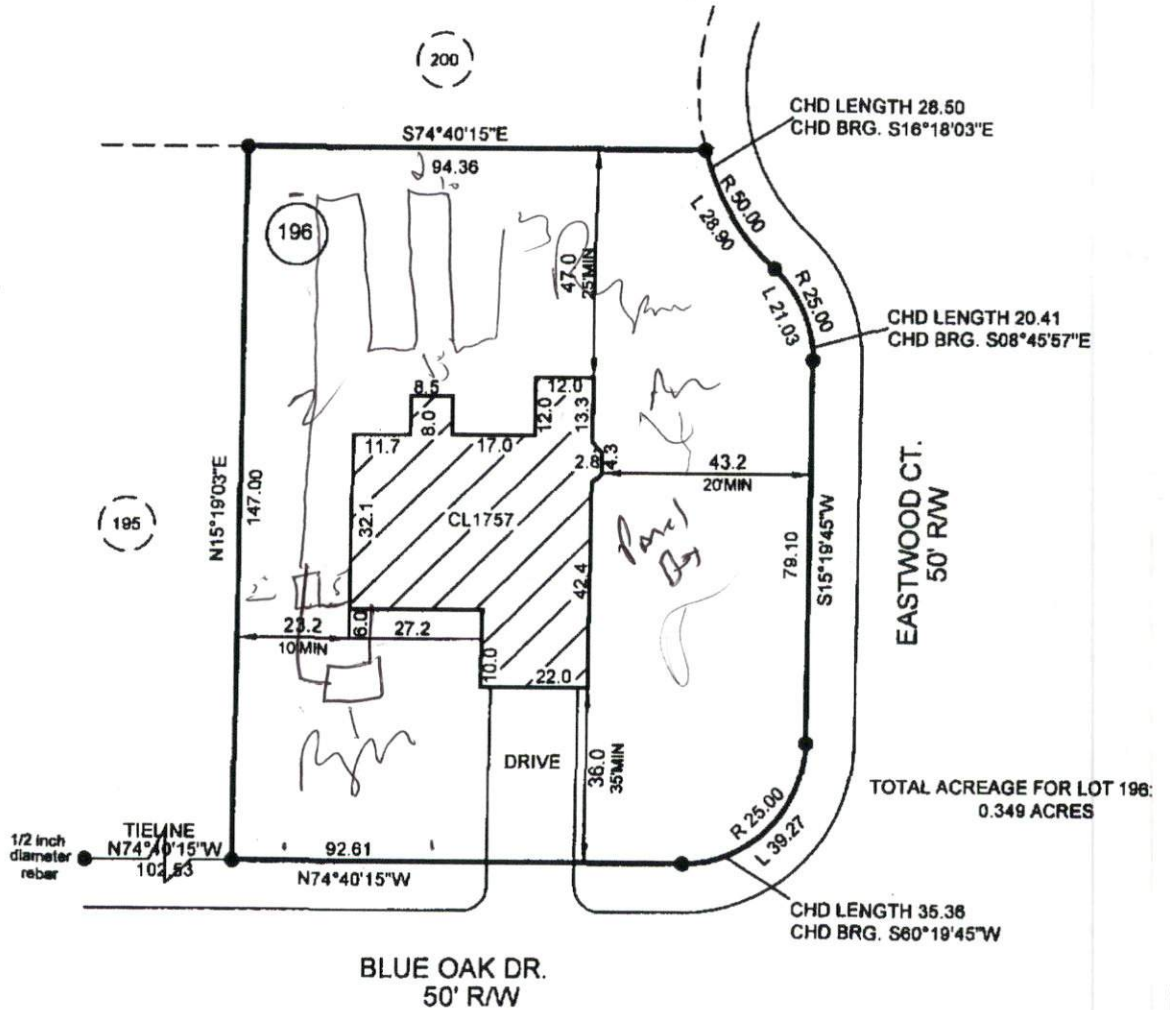 200
CHD LENGTH 28.50
CHD BRG. S16°18'03"E
S74°40'15"E
94.36
196
R 50.00
L 28.90
47.0
25'MIN
R 25.00
L 21.03
CHD LENGTH 20.41
CHD BRG. S08°45'57"E
8.5
12.0
8.0
12.0
13.3
11.7
17.0
2.8
4.3
43.2
20'MIN
N15°19'03"E
147.00
195
32.1
CL1757
42.4
79.10
S15°19'45"W
EASTWOOD CT.
50' R/W
23.2
10'MIN
6.0
27.2
10.0
22.0
DRIVE
36.0
35'MIN
R 25.00
L 39.27
TOTAL ACREAGE FOR LOT 196:
0.349 ACRES
1/2 inch
diameter
rebar
TIELINE
N74°40'15"W
102.53
92.61
N74°40'15"W
CHD LENGTH 35.36
CHD BRG. S60°19'45"W
BLUE OAK DR.
50' R/W